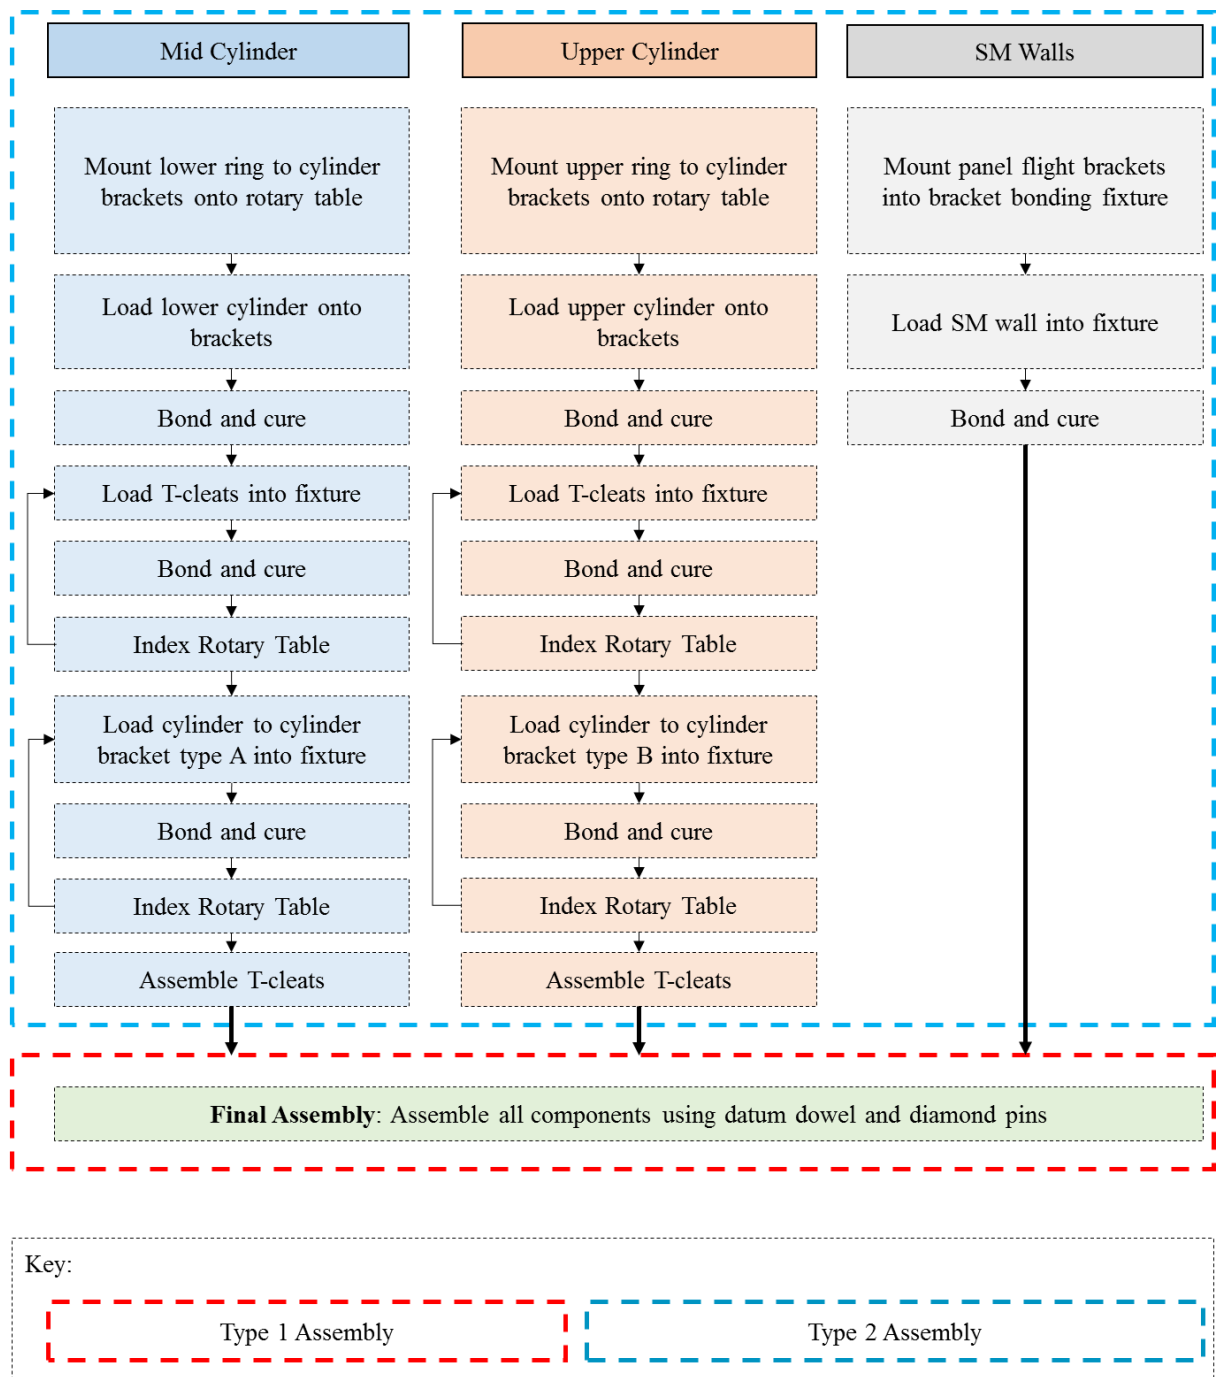 Mid Cylinder
Mount lower ring to cylinder
brackets onto rotary table
Load lower cylinder onto
brackets
Bond and cure
Load T-cleats into fixture
Bond and cure
Index Rotary Table
Load cylinder to cylinder
bracket type A into fixture
Bond and cure
Index Rotary Table
Assemble T-cleats
Upper Cylinder
Mount upper ring to cylinder
brackets onto rotary table
Load upper cylinder onto
brackets
Bond and cure
Load T-cleats into fixture
Bond and cure
Index Rotary Table
Load cylinder to cylinder
bracket type B into fixture
Bond and cure
Index Rotary Table
Assemble T-cleats
SM Walls
Mount panel flight brackets
into bracket bonding fixture
Load SM wall into fixture
Bond and cure
Final Assembly: Assemble all components using datum dowel and diamond pins
Key:
Type 1 Assembly
Type 2 Assembly